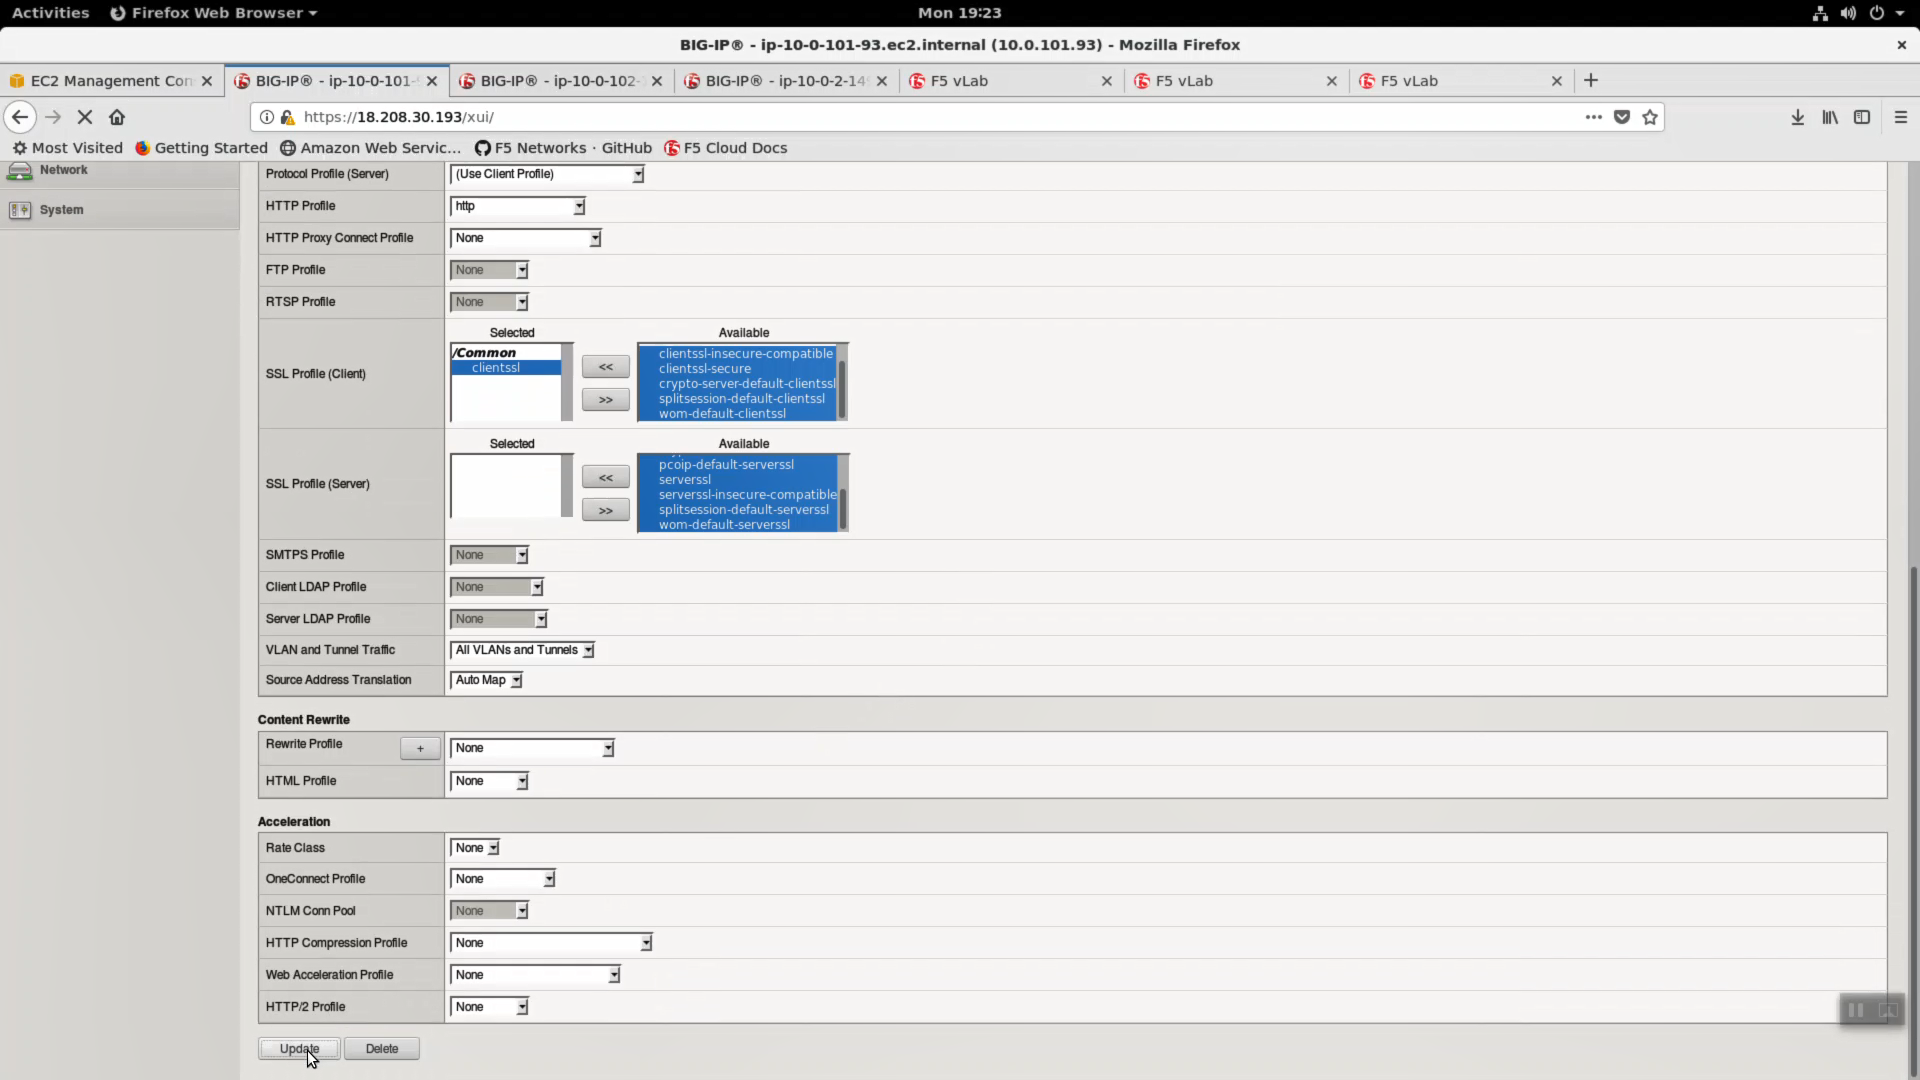 Activities Firefox Web Browser Mon 19:23
BIG-IP® - ip-10-0-101-93.ec2.internal (10.0.101.93) - Mozilla Firefox
EC2 Management Con BIG-IP® - ip-10-0-101- BIG-IP® - ip-10-0-102- BIG-IP® - ip-10-0-2-14 F5 vLab F5 vLab F5 vLab
https://18.208.30.193/xui/
Most Visited Getting Started Amazon Web Servic... F5 Networks · GitHub F5 Cloud Docs
Network
System
Protocol Profile (Server) (Use Client Profile)
HTTP Profile http
HTTP Proxy Connect Profile None
FTP Profile None
RTSP Profile None
SSL Profile (Client)
Selected Available
/Common
clientssl
<< >>
clientssl-insecure-compatible
clientssl-secure
crypto-server-default-clientssl
splitsession-default-clientssl
wom-default-clientssl
SSL Profile (Server)
Selected Available
<< >>
pcoip-default-serverssl
serverssl
serverssl-insecure-compatible
splitsession-default-serverssl
wom-default-serverssl
SMTPS Profile None
Client LDAP Profile None
Server LDAP Profile None
VLAN and Tunnel Traffic All VLANs and Tunnels
Source Address Translation Auto Map
Content Rewrite
Rewrite Profile + None
HTML Profile None
Acceleration
Rate Class None
OneConnect Profile None
NTLM Conn Pool None
HTTP Compression Profile None
Web Acceleration Profile None
HTTP/2 Profile None
Update Delete